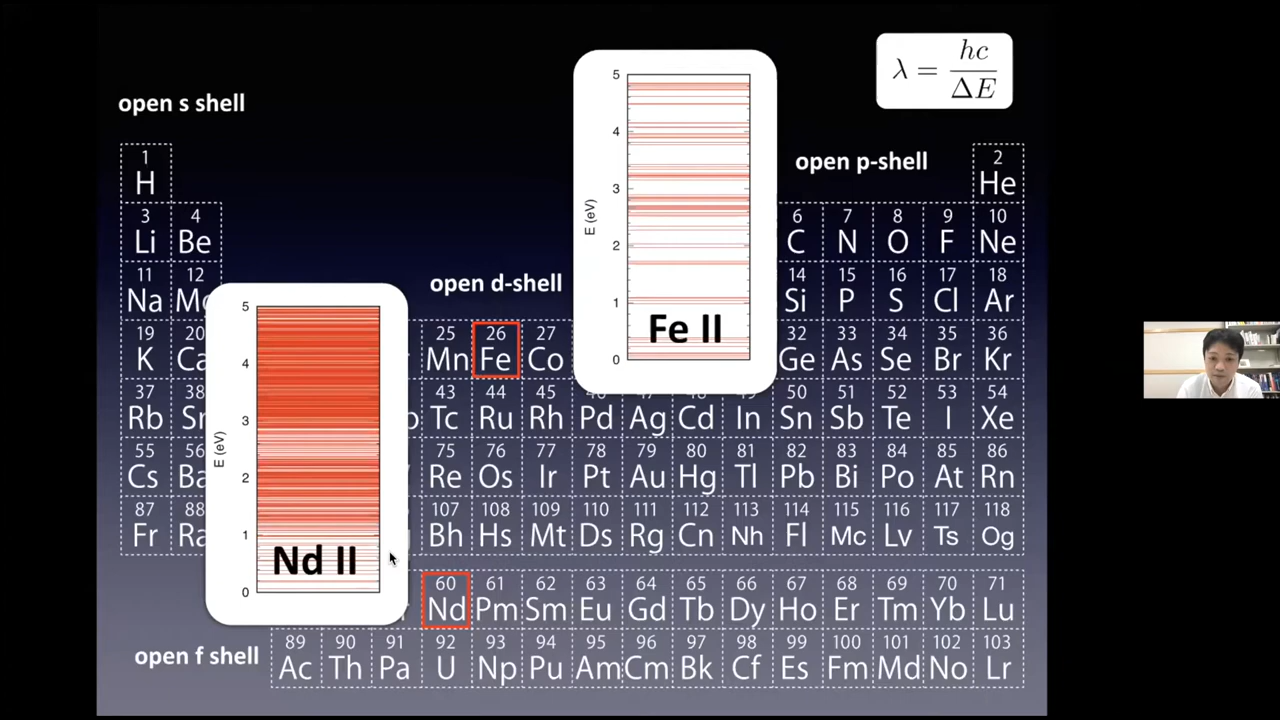 λ = hc
ΔE
open s shell
open p-shell
open d-shell
open f shell
5
4
3
2
1
0
E (eV)
Fe II
5
4
3
2
1
0
E (eV)
Nd II
1 2
H He
3 4 6 7 8 9 10
Li Be C N O F Ne
11 12 14 15 16 17 18
Na Si P S Cl Ar
19 20 25 26 27 32 33 34 35 36
K Ca Mn Fe Co Ge As Se Br Kr
37 38 43 44 45 46 47 48 49 50 51 52 53 54
Rb Sr Tc Ru Rh Pd Ag Cd In Sn Sb Te I Xe
55 56 75 76 77 78 79 80 81 82 83 84 85 86
Cs Ba Re Os Ir Pt Au Hg Tl Pb Bi Po At Rn
87 88 107 108 109 110 111 112 113 114 115 116 117 118
Fr Ra Bh Hs Mt Ds Rg Cn Nh Fl Mc Lv Ts Og
60 61 62 63 64 65 66 67 68 69 70 71
Nd Pm Sm Eu Gd Tb Dy Ho Er Tm Yb Lu
89 90 91 92 93 94 95 96 97 98 99 100 101 102 103
Ac Th Pa U Np Pu Am Cm Bk Cf Es Fm Md No Lr